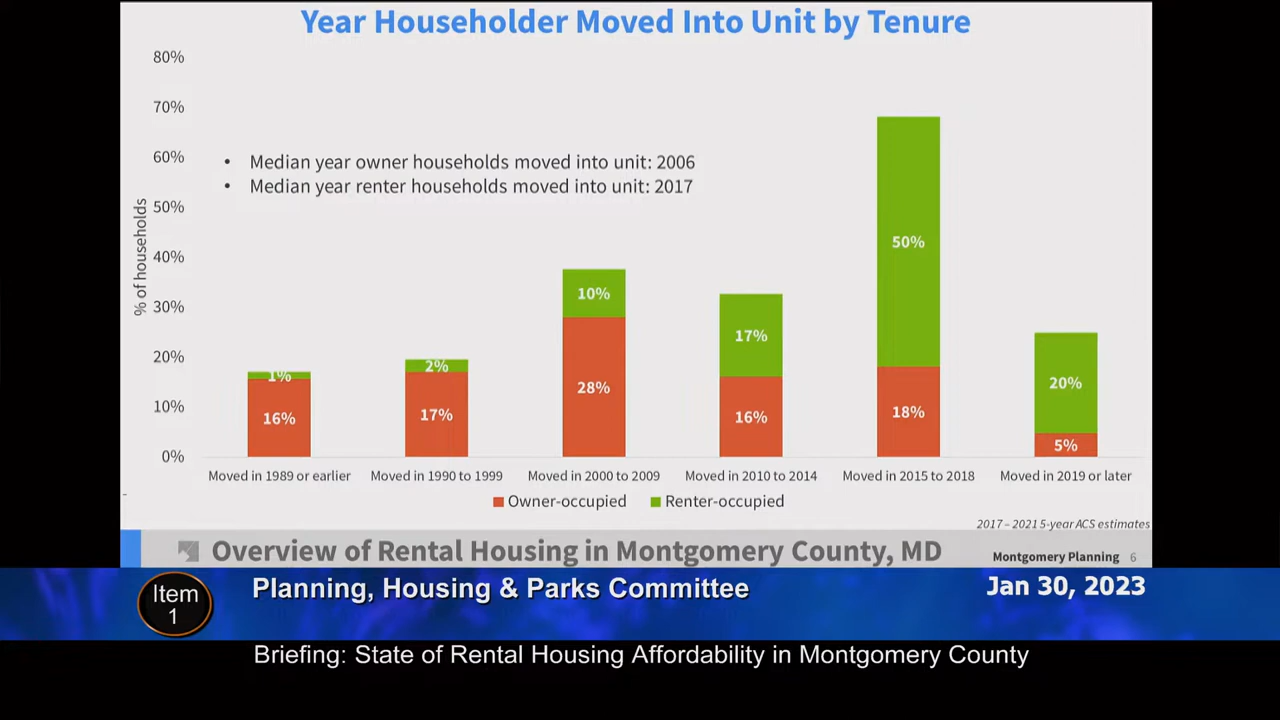 Year Householder Moved Into Unit by Tenure
80%
70%
60%
50%
40%
30%
20%
10%
0%
% of households
• Median year owner households moved into unit: 2006
• Median year renter households moved into unit: 2017
1%
16%
2%
17%
10%
28%
17%
16%
50%
18%
20%
5%
Moved in 1989 or earlier
Moved in 1990 to 1999
Moved in 2000 to 2009
Moved in 2010 to 2014
Moved in 2015 to 2018
Moved in 2019 or later
Owner-occupied
Renter-occupied
2017 – 2021 5-year ACS estimates
Overview of Rental Housing in Montgomery County, MD
Montgomery Planning 6
Item
1
Planning, Housing & Parks Committee
Jan 30, 2023
Briefing: State of Rental Housing Affordability in Montgomery County